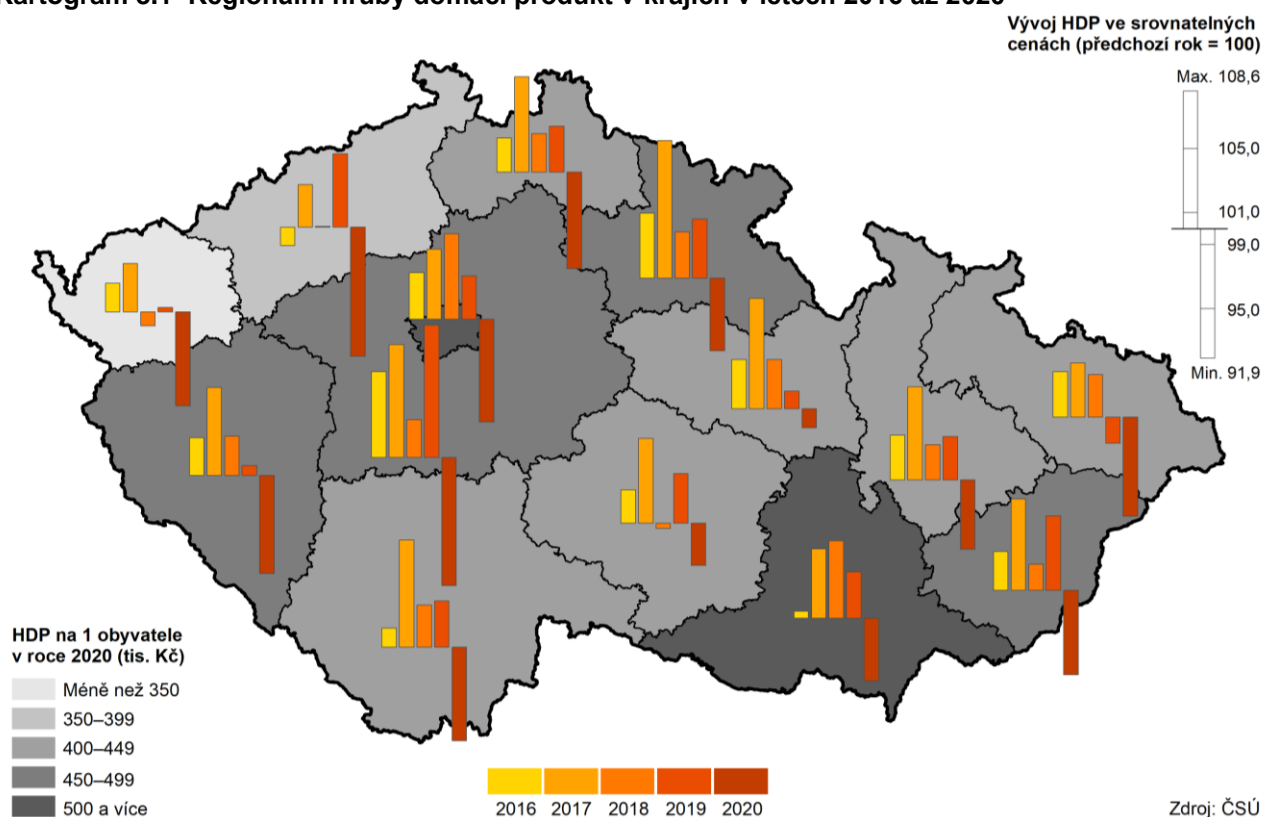 Vývoj HDP ve srovnatelných
cenách (předchozí rok = 100)
Max. 108,6
105,0
101,0
99,0
95,0
Min. 91,9
HDP na 1 obyvatele
v roce 2020 (tis. Kč)
Méně než 350
350–399
400–449
450–499
500 a více
2016 2017 2018 2019 2020
Zdroj: ČSÚ